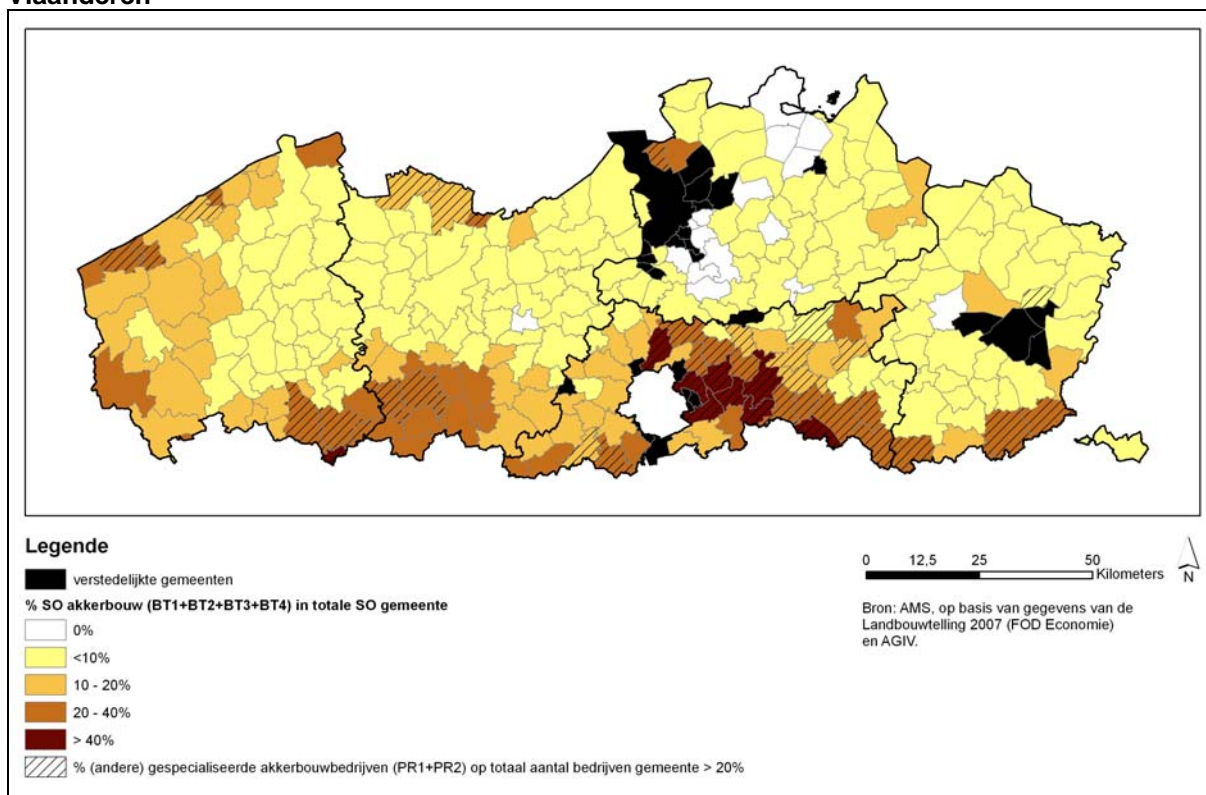 Vlaanderen
Legende
verstedelijkte gemeenten
% SO akkerbouw (BT1+BT2+BT3+BT4) in totale SO gemeente
0%
<10%
10 - 20%
20 - 40%
> 40%
% (andere) gespecialiseerde akkerbouwbedrijven (PR1+PR2) op totaal aantal bedrijven gemeente > 20%
0 12,5 25 50
Kilometers
N
Bron: AMS, op basis van gegevens van de
Landbouwtelling 2007 (FOD Economie)
en AGIV.